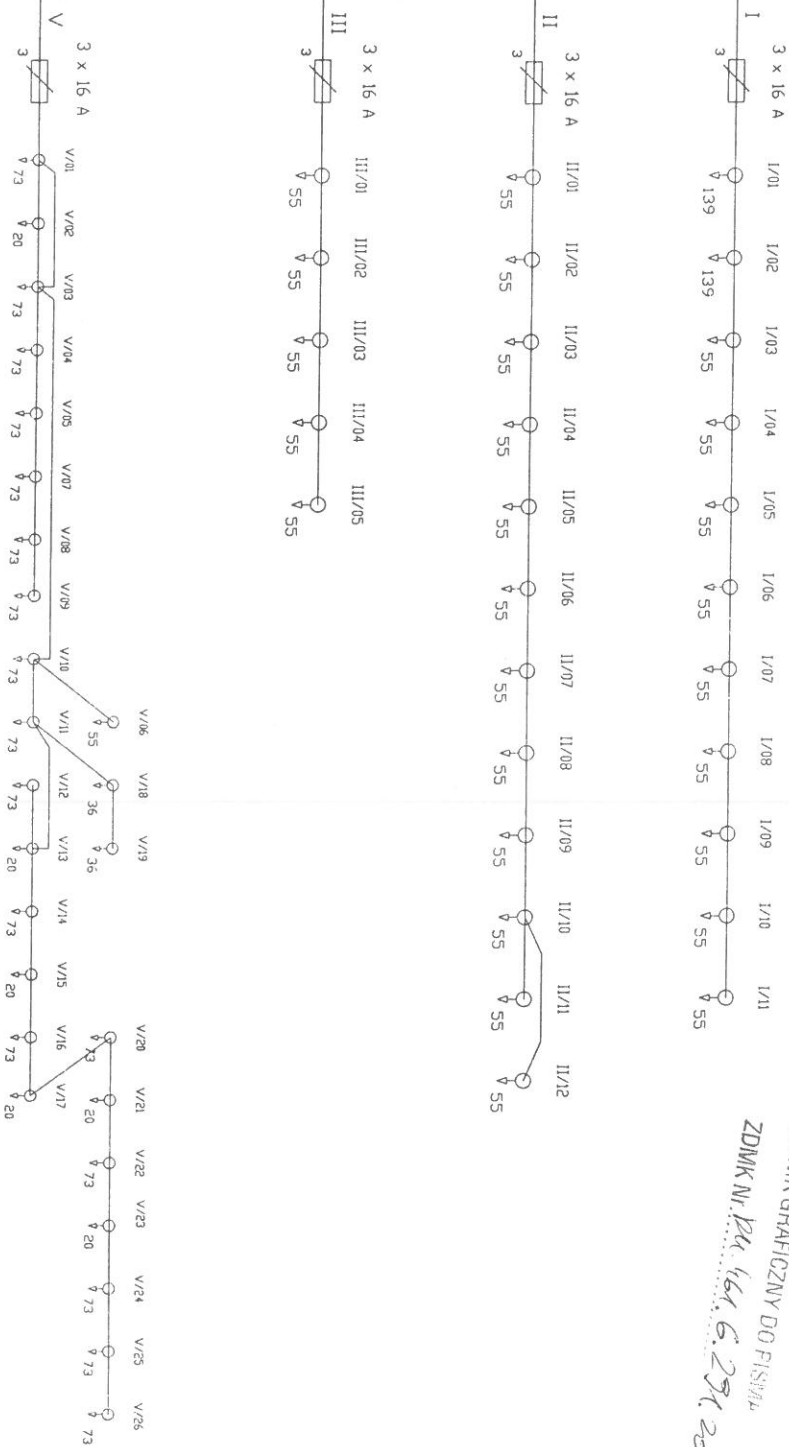 I
3 x 16 A
3
I/01 I/02 I/03 I/04 I/05 I/06 I/07 I/08 I/09 I/10 I/11
139 139 55 55 55 55 55 55 55 55 55
II
3 x 16 A
3
II/01 II/02 II/03 II/04 II/05 II/06 II/07 II/08 II/09 II/10 II/11 II/12
55 55 55 55 55 55 55 55 55 55 55 55
III
3 x 16 A
3
III/01 III/02 III/03 III/04 III/05
55 55 55 55 55
V
3 x 16 A
3
V/06 V/18 V/19
55 36 36
V/20 V/21 V/22 V/23 V/24 V/25 V/26
73 20 73 20 73 73 73
V/01 V/02 V/03 V/04 V/05 V/07 V/08 V/09 V/10 V/11 V/12 V/13 V/14 V/15 V/16 V/17
73 20 73 73 73 73 73 73 73 73 73 20 73 20 73 20
GRAFICZNY DO PISMA
ZDMK Nr